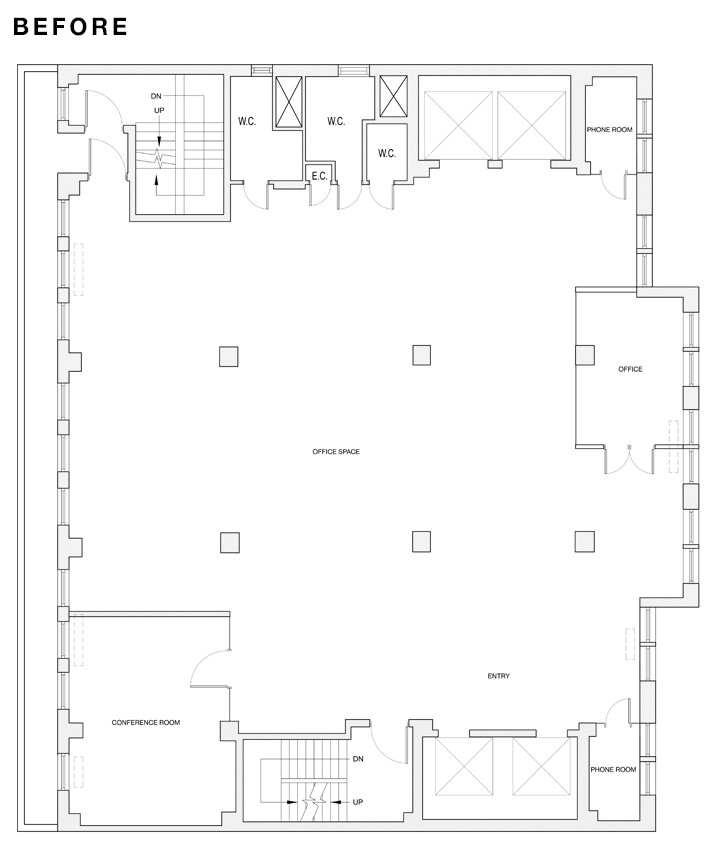 BEFORE
DN
UP
W.C.
W.C.
W.C.
E.C.
PHONE ROOM
OFFICE
OFFICE SPACE
ENTRY
CONFERENCE ROOM
DN
UP
PHONE ROOM